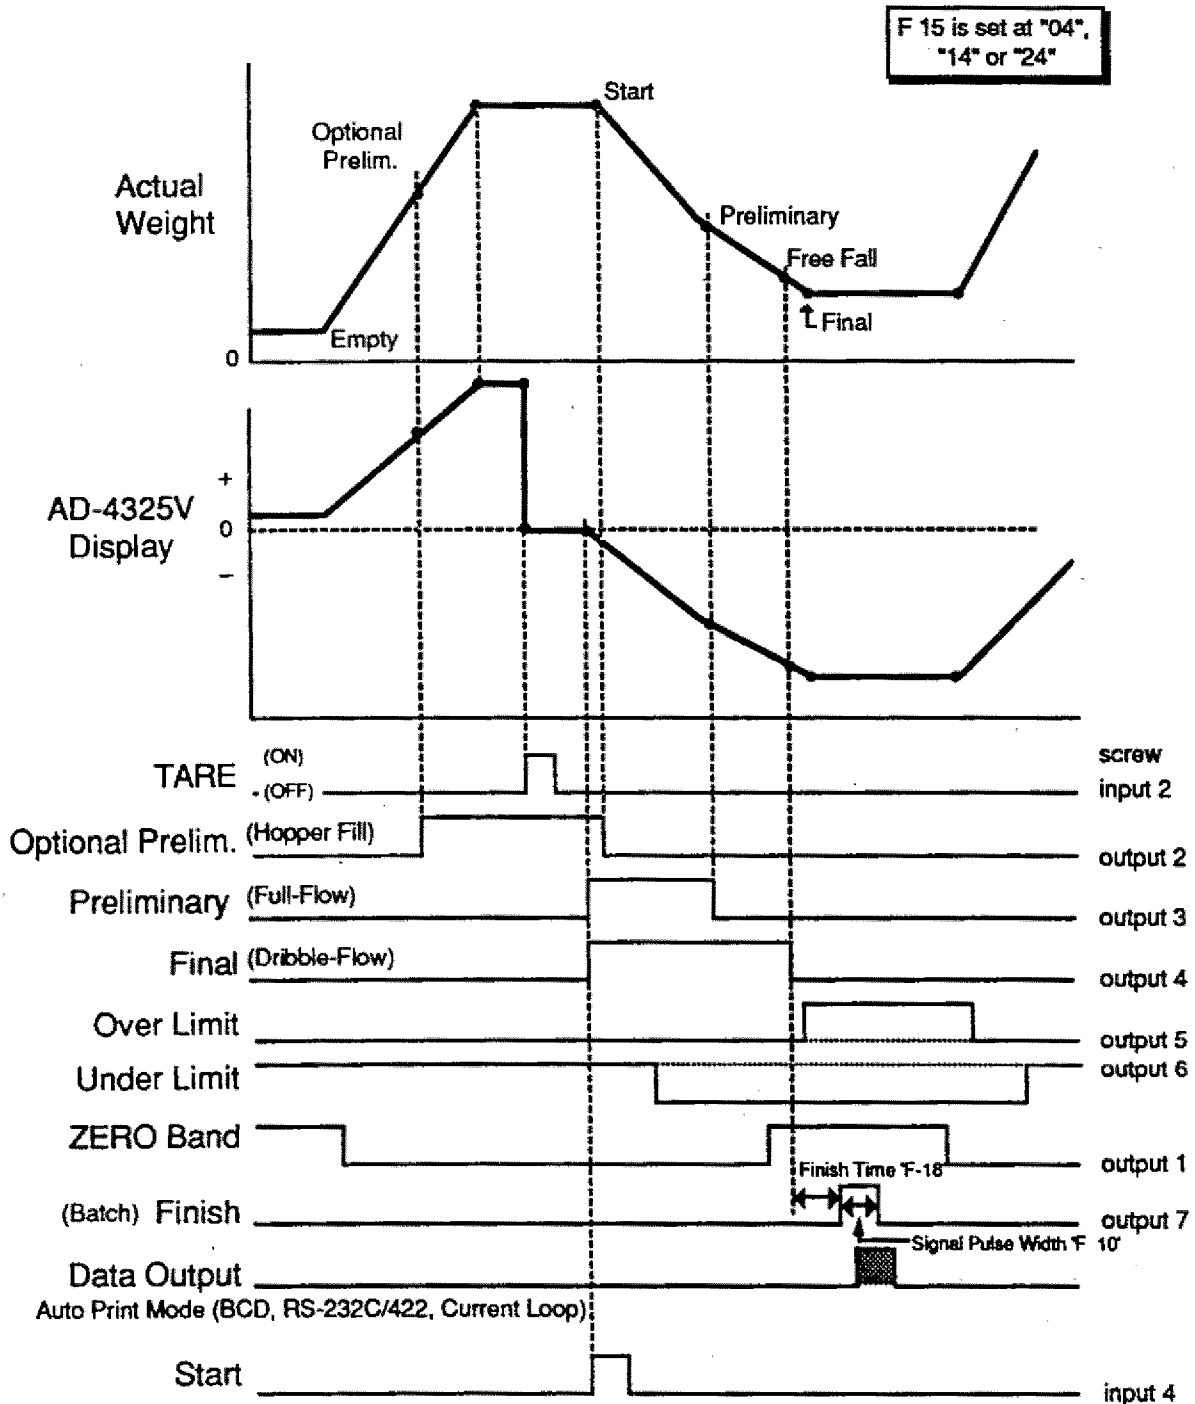 F 15 is set at "04",
"14" or "24"
Start
Optional
Prelim.
Actual
Weight
Preliminary
Free Fall
Final
Empty
0
+
AD-4325V
0
Display
−
(ON)
screw
TARE
(OFF)
input 2
Optional Prelim. (Hopper Fill)
output 2
Preliminary (Full-Flow)
output 3
Final (Dribble-Flow)
output 4
Over Limit
output 5
Under Limit
output 6
ZERO Band
output 1
Finish Time 'F-18'
(Batch) Finish
output 7
Signal Pulse Width 'F 10'
Data Output
Auto Print Mode (BCD, RS-232C/422, Current Loop)
Start
input 4